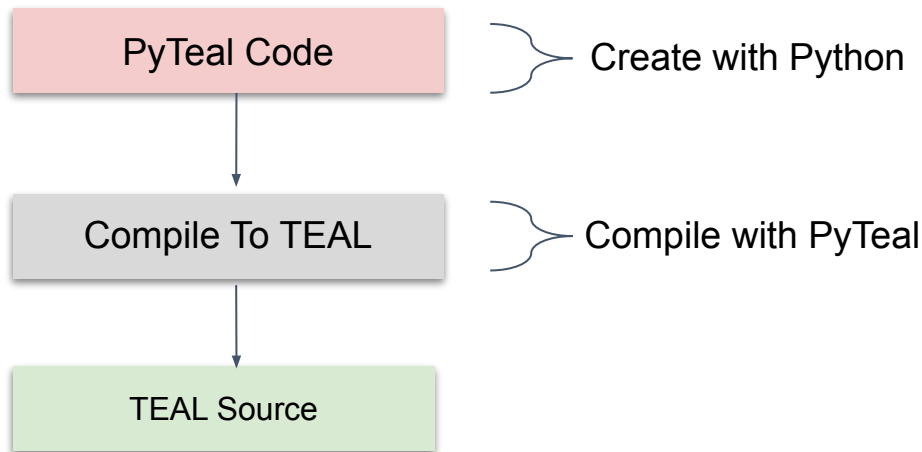 PyTeal Code
Create with Python
Compile To TEAL
Compile with PyTeal
TEAL Source